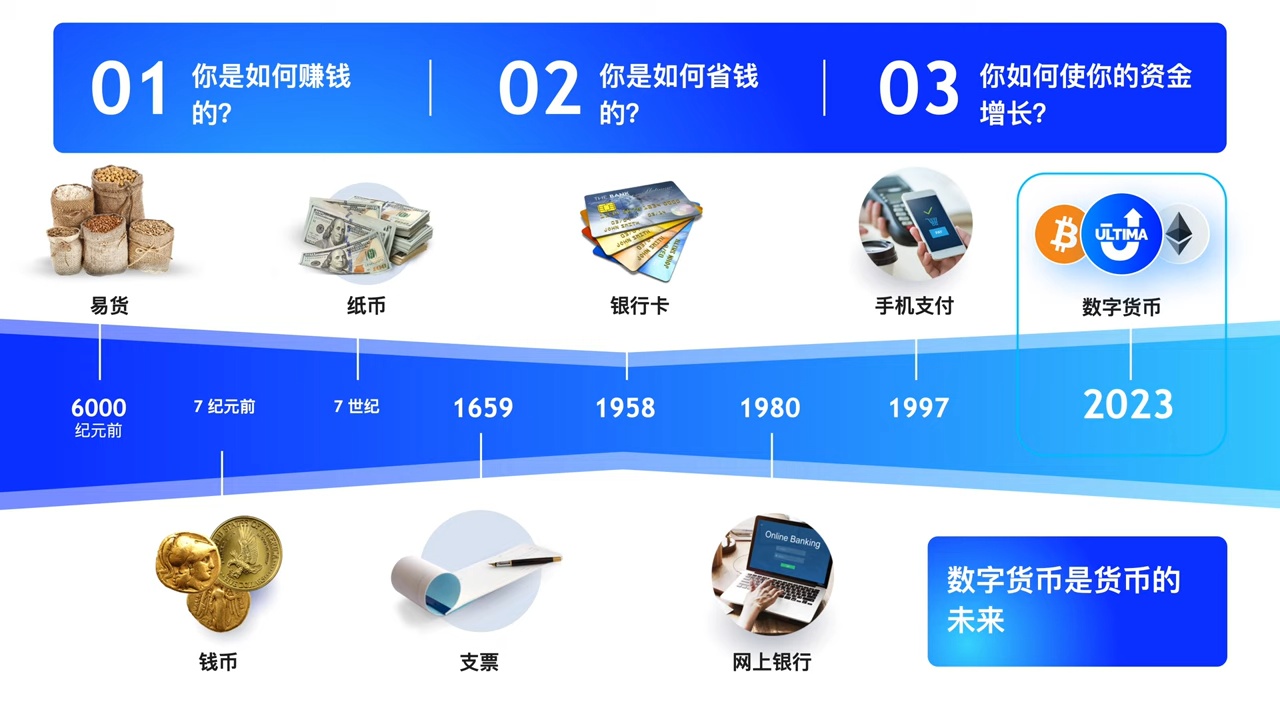 01
你是如何赚钱
的?
02
你是如何省钱
的?
03
你如何使你的资金
增长?
THE BANK
ULTIMA
易货
纸币
银行卡
手机支付
数字货币
6000
纪元前
7 纪元前
7 世纪
1659
1958
1980
1997
2023
Online Banking
钱币
支票
网上银行
数字货币是货币的
未来